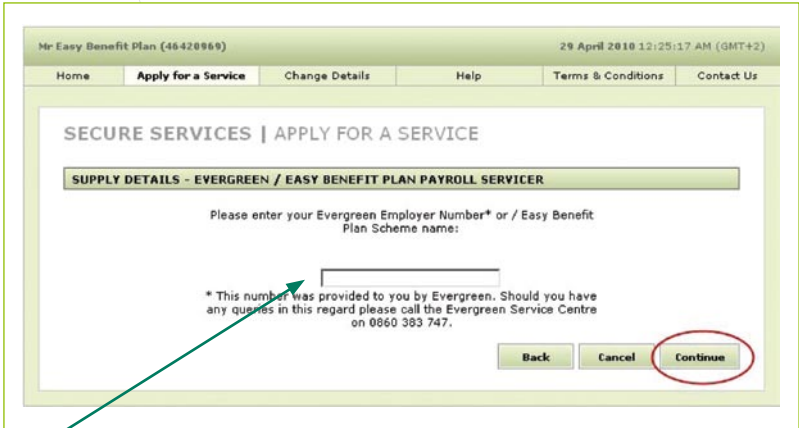 Mr Easy Benefit Plan (46420969) 29 April 2010 12:25:17 AM (GMT+2)
Home Apply for a Service Change Details Help Terms & Conditions Contact Us
SECURE SERVICES | APPLY FOR A SERVICE
SUPPLY DETAILS - EVERGREEN / EASY BENEFIT PLAN PAYROLL SERVICER
Please enter your Evergreen Employer Number* or / Easy Benefit
Plan Scheme name:
* This number was provided to you by Evergreen. Should you have
any queries in this regard please call the Evergreen Service Centre
on 0860 383 747.
Back Cancel Continue